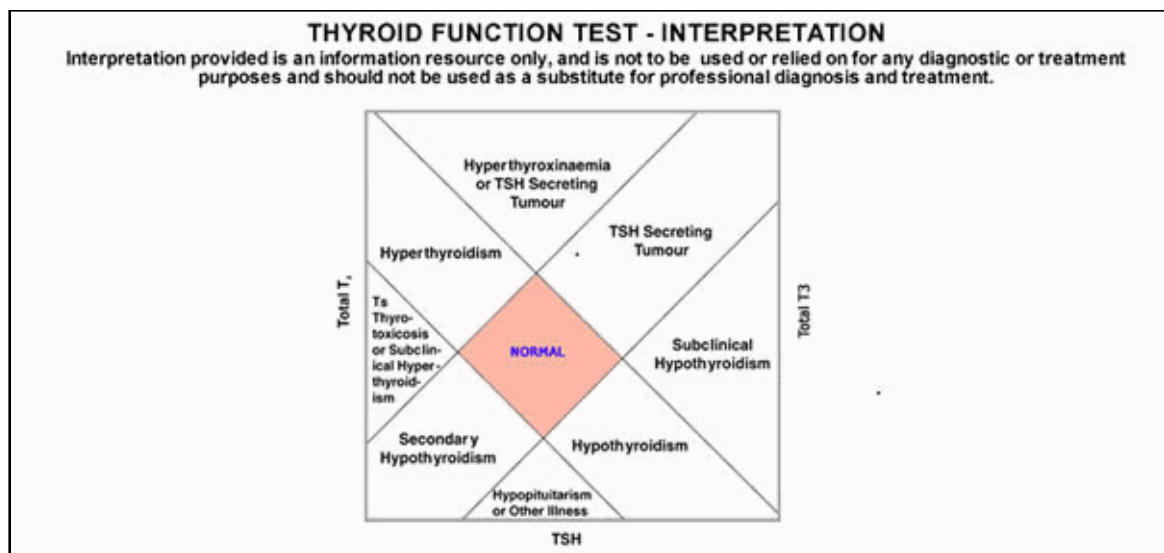 THYROID FUNCTION TEST - INTERPRETATION
Interpretation provided is an information resource only, and is not to be used or relied on for any diagnostic or treatment
purposes and should not be used as a substitute for professional diagnosis and treatment.
Hyperthyroxinaemia
or TSH Secreting
Tumour
TSH Secreting
Tumour
Hyperthyroidism
Total T,
Total T3
Ts
Thyro-
toxicosis
or Subclin-
ical Hyper-
thyroid-
ism
NORMAL
Subclinical
Hypothyroidism
Secondary
Hypothyroidism
Hypothyroidism
Hypopituitarism
or Other Illness
TSH